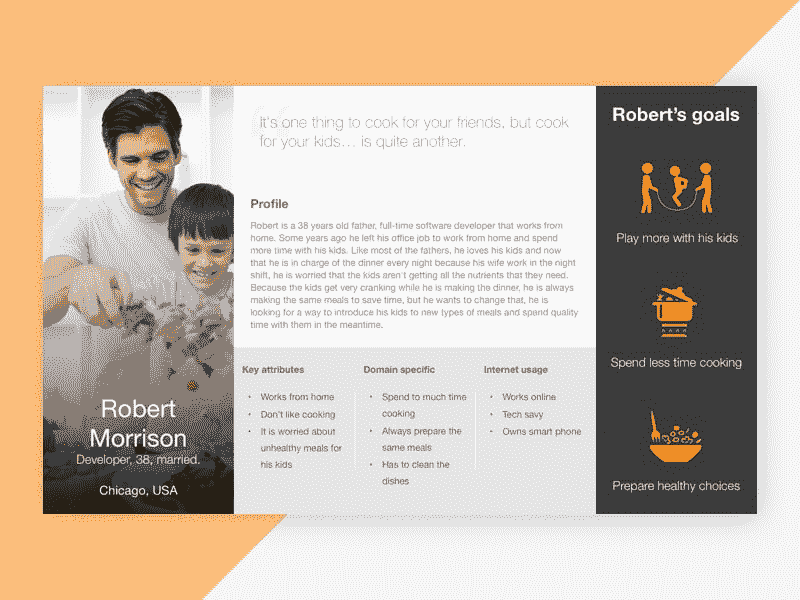 Robert
Morrison
Developer, 38, married.
Chicago, USA
It's one thing to cook for your friends, but cook
for your kids… is quite another.
Profile
Robert is a 38 years old father, full-time software developer that works from
home. Some years ago he left his office job to work from home and spend
more time with his kids. Like most of the fathers, he loves his kids and now
that he is in charge of the dinner every night because his wife work in the night
shift, he is worried that the kids aren't getting all the nutrients that they need.
Because the kids get very cranking while he is making the dinner, he is always
making the same meals to save time, but he wants to change that, he is
looking for a way to introduce his kids to new types of meals and spend quality
time with them in the meantime.
Key attributes
• Works from home
• Don't like cooking
• It is worried about
unhealthy meals for
his kids
Domain specific
• Spend to much time
cooking
• Always prepare the
same meals
• Has to clean the
dishes
Internet usage
• Works online
• Tech savy
• Owns smart phone
Robert's goals
Play more with his kids
Spend less time cooking
Prepare healthy choices